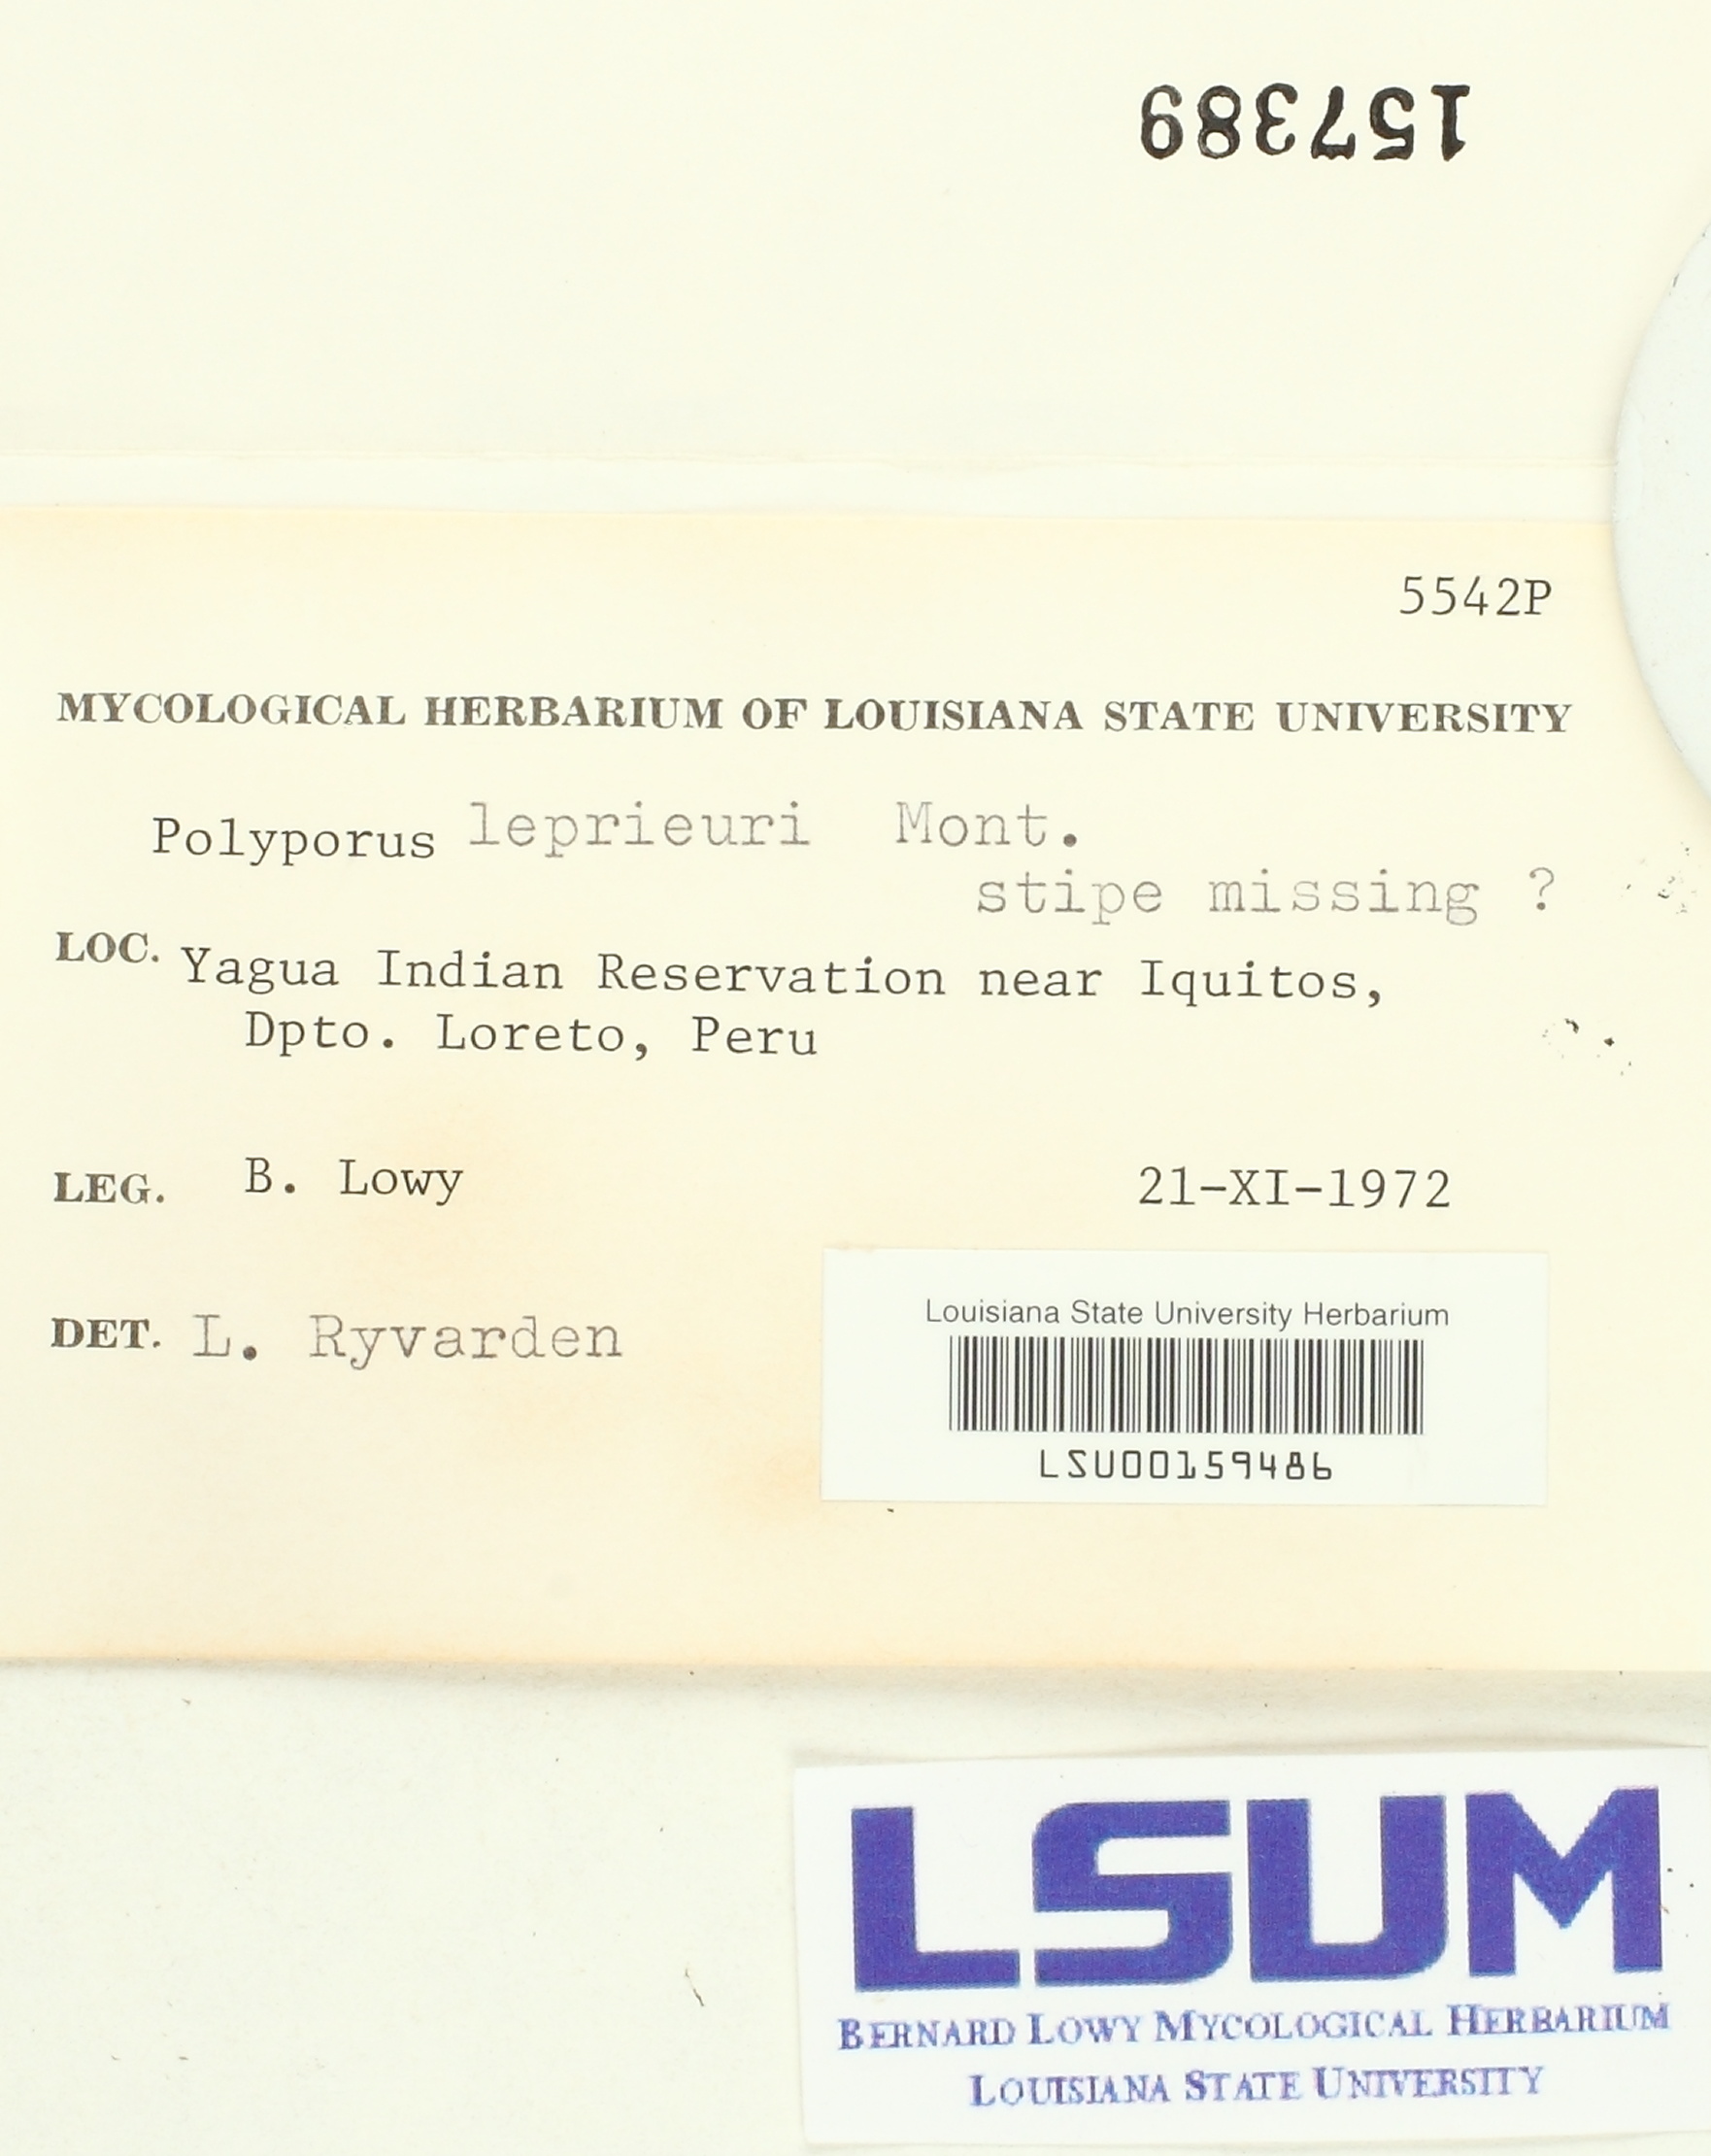 157389
5542P
MYCOLOGICAL HERBARIUM OF LOUISIANA STATE UNIVERSITY
Polyporus leprieuri Mont.
stipe missing ?
LOC. Yagua Indian Reservation near Iquitos,
Dpto. Loreto, Peru
LEG. B. Lowy 21-XI-1972
DET. L. Ryvarden
Louisiana State University Herbarium
LSU00159486
LSUM
BERNARD LOWY MYCOLOGICAL HERBARIUM
LOUISIANA STATE UNIVERSITY